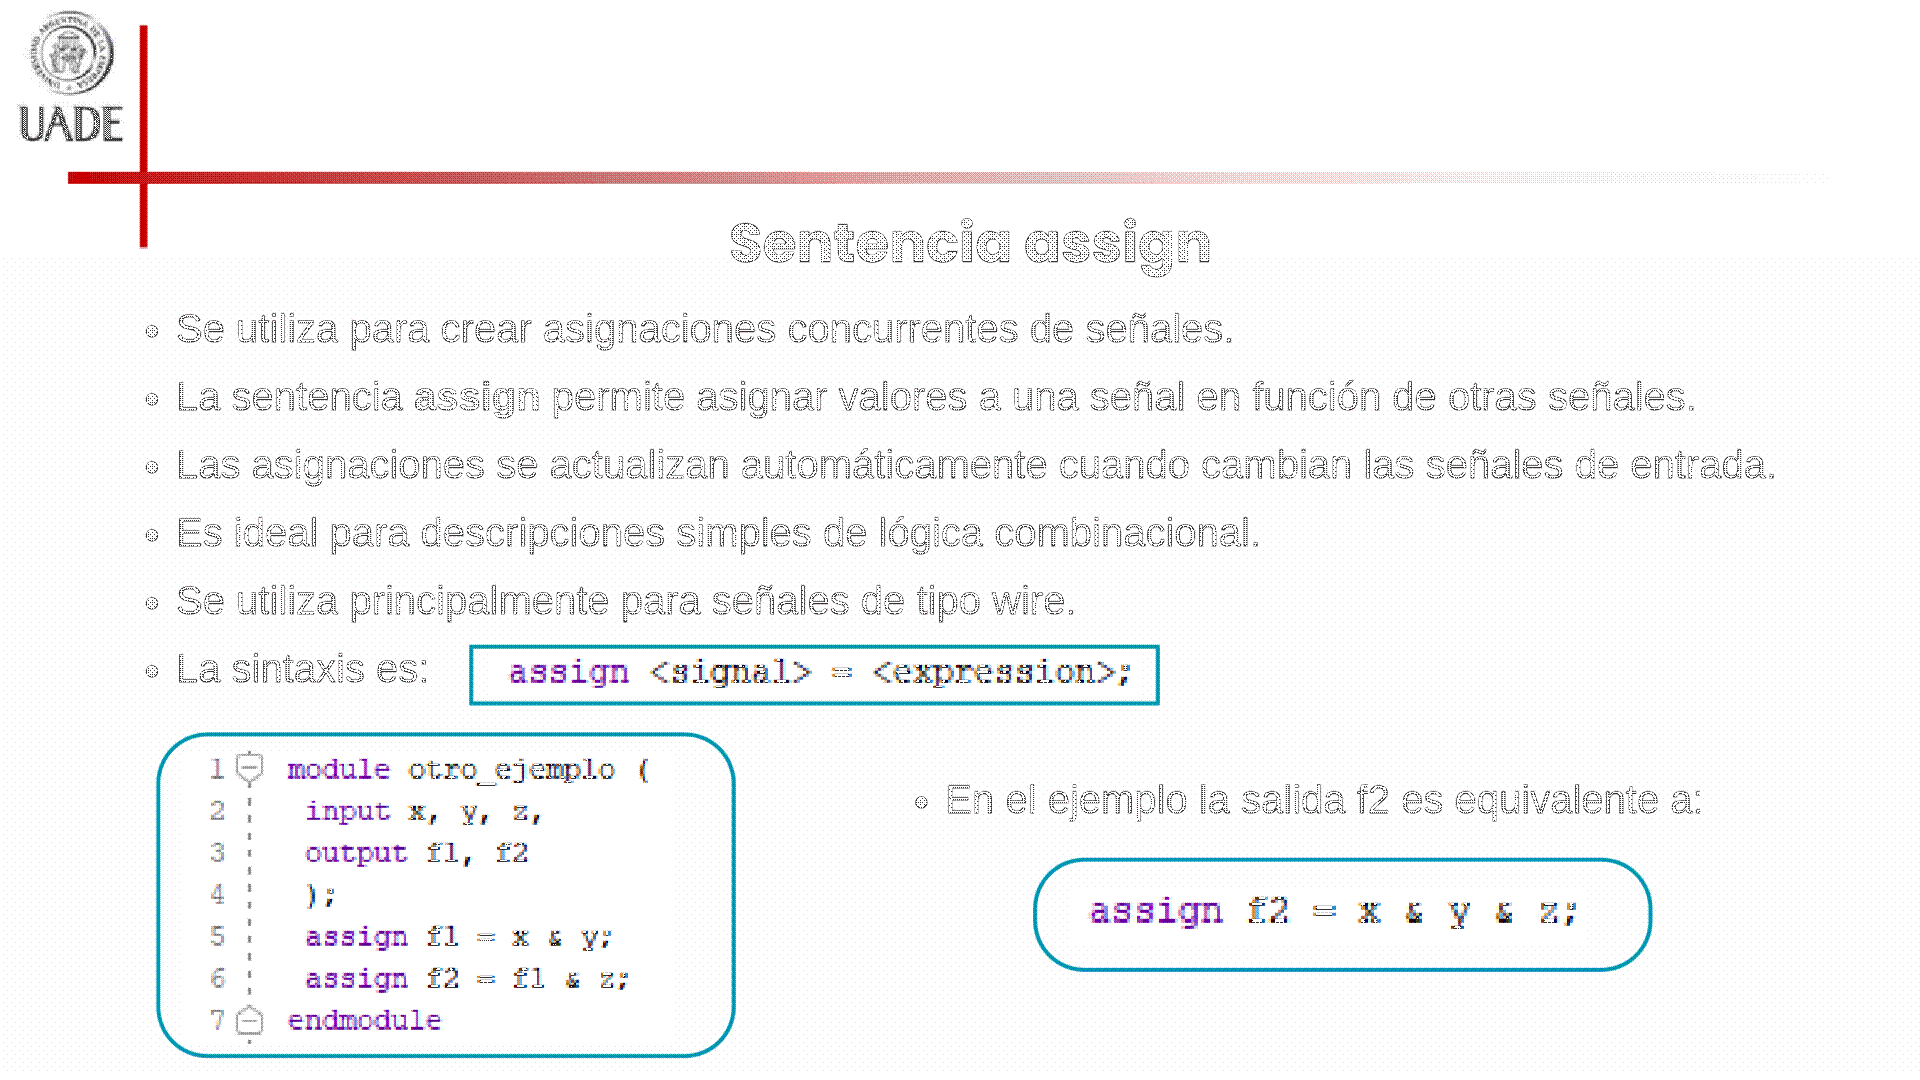 UADE
Sentencia assign
• Se utiliza para crear asignaciones concurrentes de señales.
• La sentencia assign permite asignar valores a una señal en función de otras señales.
• Las asignaciones se actualizan automáticamente cuando cambian las señales de entrada.
• Es ideal para descripciones simples de lógica combinacional.
• Se utiliza principalmente para señales de tipo wire.
• La sintaxis es:
assign <signal> = <expression>;
1 module otro_ejemplo (
2 input x, y, z,
3 output f1, f2
4 );
5 assign f1 = x & y;
6 assign f2 = f1 & z;
7 endmodule
• En el ejemplo la salida f2 es equivalente a:
assign f2 = x & y & z;